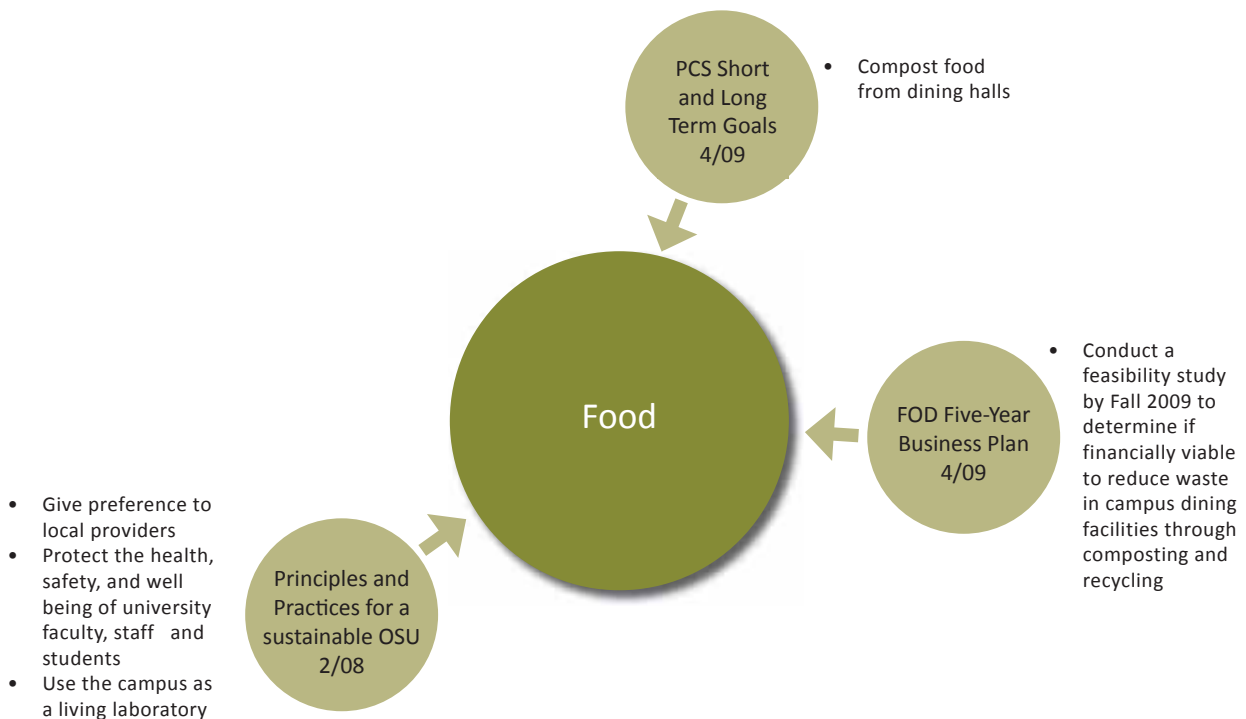 PCS Short
and Long
Term Goals
4/09
• Compost food
from dining halls
Food
FOD Five-Year
Business Plan
4/09
• Conduct a
feasibility study
by Fall 2009 to
determine if
financially viable
to reduce waste
in campus dining
facilities through
composting and
recycling
• Give preference to
local providers
• Protect the health,
safety, and well
being of university
faculty, staff and
students
• Use the campus as
a living laboratory
Principles and
Practices for a
sustainable OSU
2/08